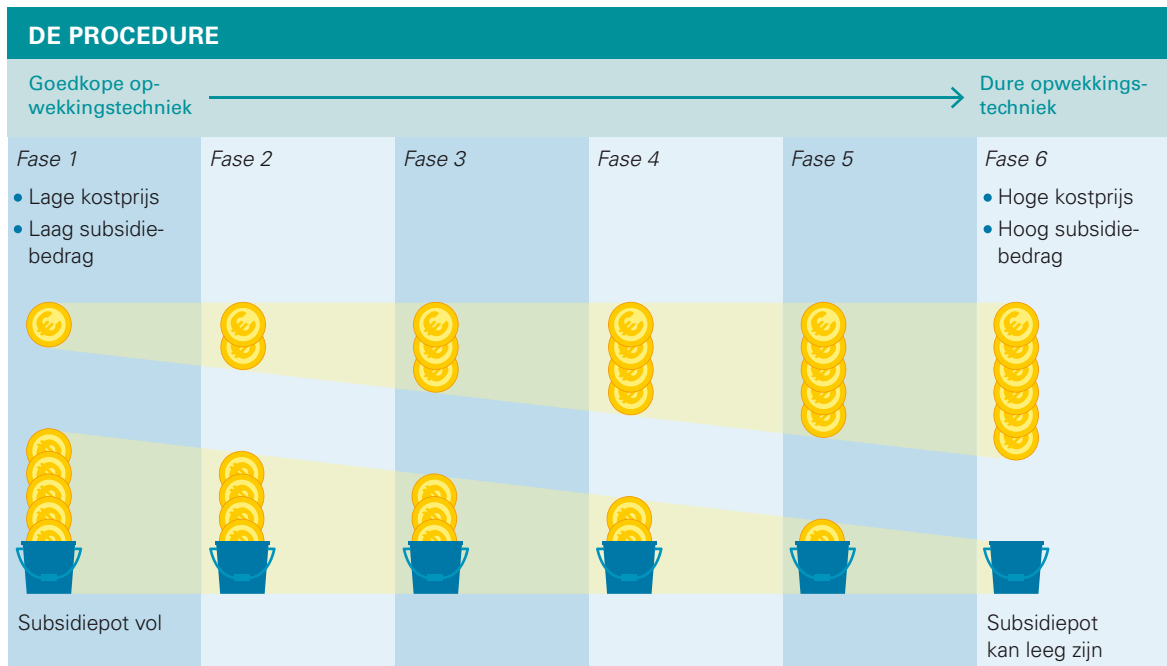 DE PROCEDURE
Goedkope op-
wekkingstechniek
Dure opwekkings-
techniek
Fase 1
• Lage kostprijs
• Laag subsidie-
bedrag
Fase 2
Fase 3
Fase 4
Fase 5
Fase 6
• Hoge kostprijs
• Hoog subsidie-
bedrag
Subsidiepot vol
Subsidiepot
kan leeg zijn